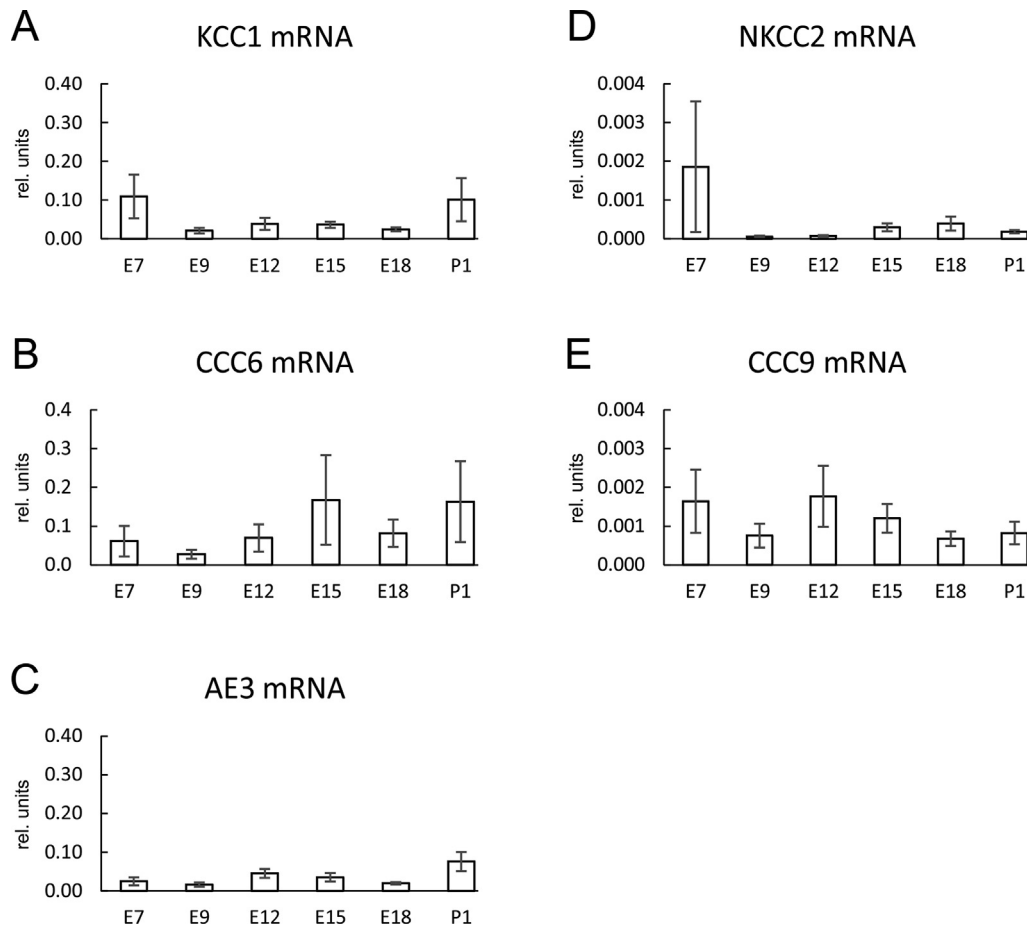 A
KCC1 mRNA
rel. units
0.40
0.30
0.20
0.10
0.00
E7 E9 E12 E15 E18 P1
D
NKCC2 mRNA
rel. units
0.004
0.003
0.002
0.001
0.000
E7 E9 E12 E15 E18 P1
B
CCC6 mRNA
rel. units
0.4
0.3
0.2
0.1
0.0
E7 E9 E12 E15 E18 P1
E
CCC9 mRNA
rel. units
0.004
0.003
0.002
0.001
0.000
E7 E9 E12 E15 E18 P1
C
AE3 mRNA
rel. units
0.40
0.30
0.20
0.10
0.00
E7 E9 E12 E15 E18 P1